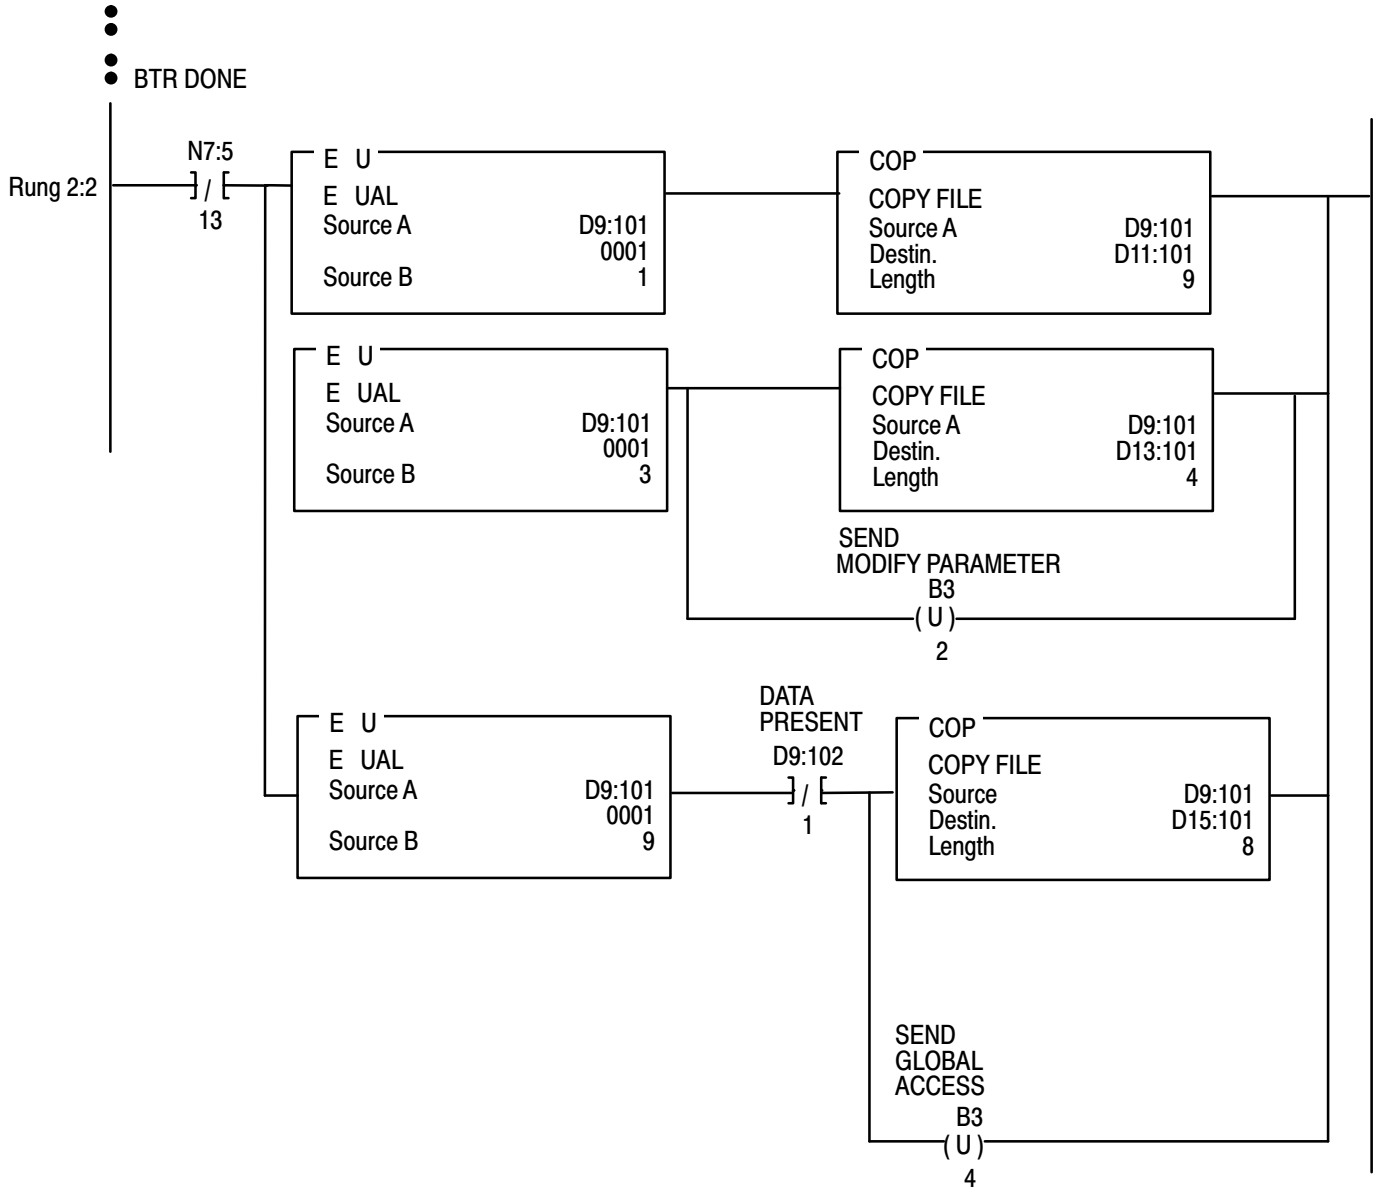 BTR DONE
N7:5
Rung 2:2
] / [
13
E U
E UAL
Source A D9:101
0001
Source B 1
COP
COPY FILE
Source A D9:101
Destin. D11:101
Length 9
E U
E UAL
Source A D9:101
0001
Source B 3
COP
COPY FILE
Source A D9:101
Destin. D13:101
Length 4
SEND
MODIFY PARAMETER
B3
( U )
2
E U
E UAL
Source A D9:101
0001
Source B 9
DATA
PRESENT
D9:102
] / [
1
COP
COPY FILE
Source D9:101
Destin. D15:101
Length 8
SEND
GLOBAL
ACCESS
B3
( U )
4